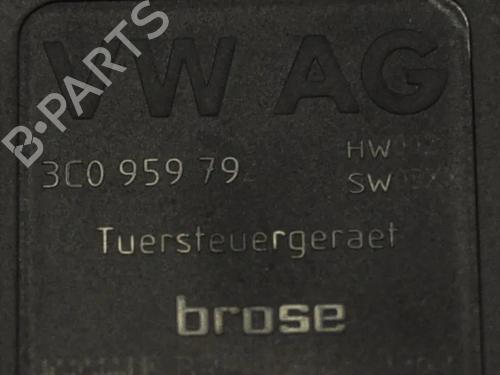 B-PARTS
VW AG
3C0 959 79
HW
SW
Tuersteuergeraet
brose